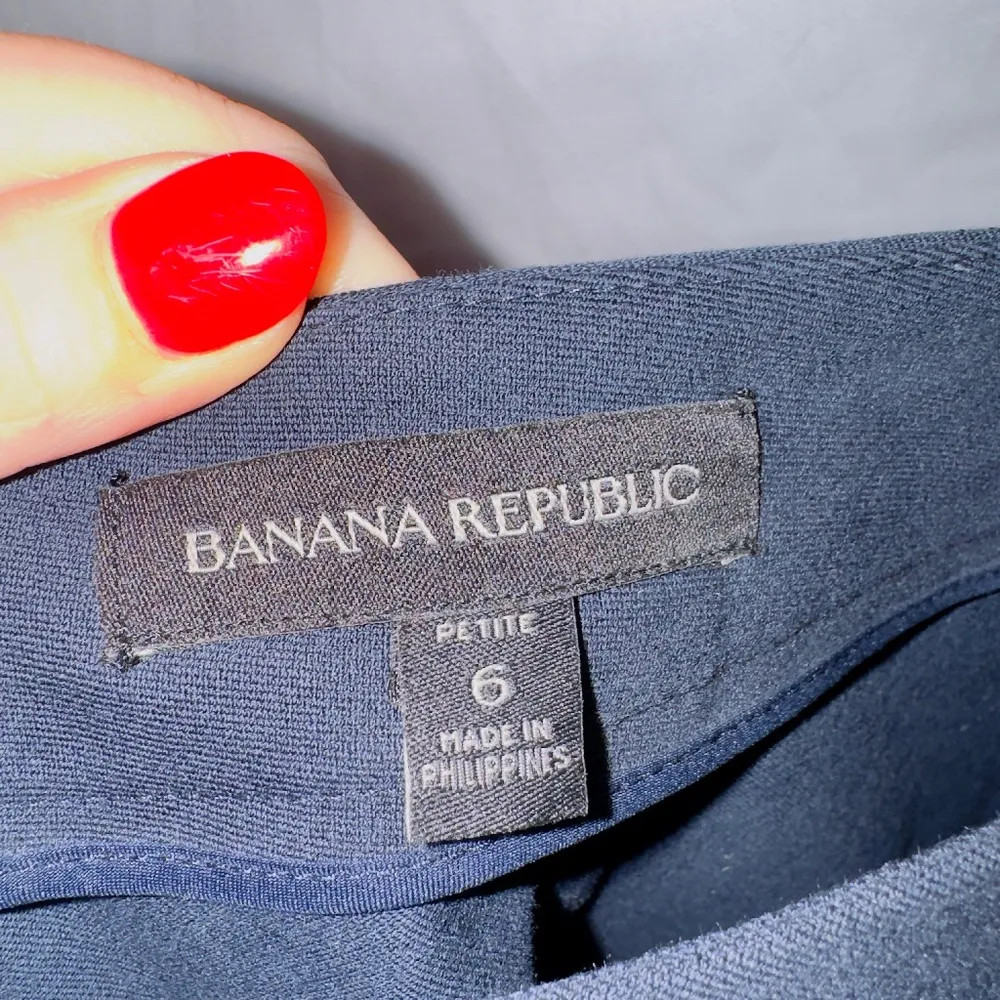 BANANA REPUBLIC
PETITE
6
MADE IN
PHILIPPINES